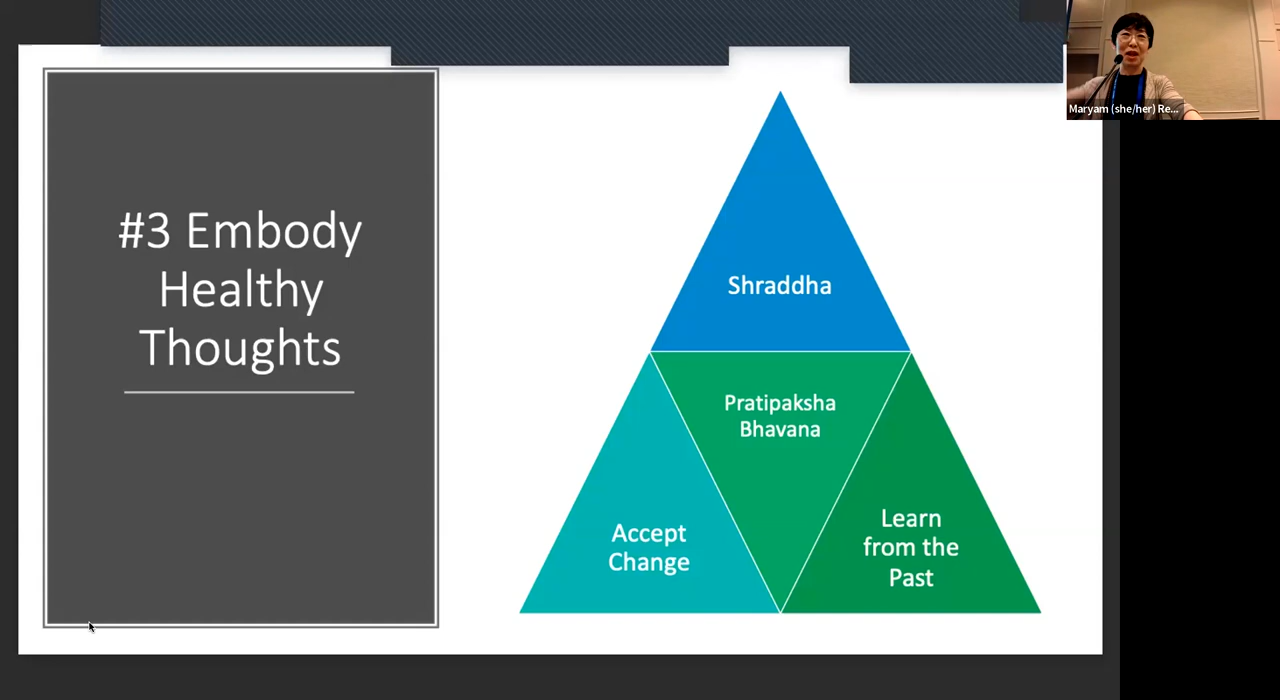 #3 Embody
Healthy
Thoughts
Shraddha
Pratipaksha
Bhavana
Accept
Change
Learn
from the
Past
Maryam (she/her) Re...